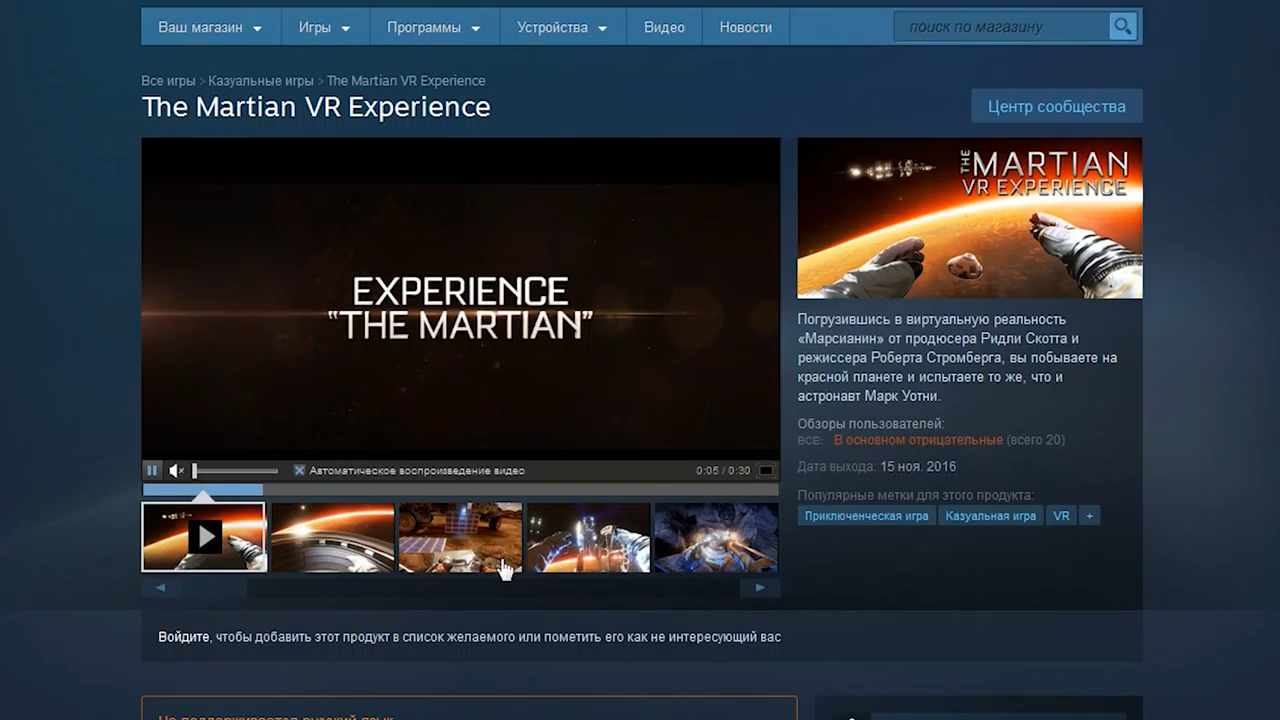 Ваш магазин Игры Программы Устройства Видео Новости поиск по магазину
Все игры > Казуальные игры > The Martian VR Experience
The Martian VR Experience
Центр сообщества
EXPERIENCE
“THE MARTIAN”
Автоматическое воспроизведение видео 0:05 / 0:30
THE MARTIAN
VR EXPERIENCE
Погрузившись в виртуальную реальность
«Марсианин» от продюсера Ридли Скотта и
режиссера Роберта Стромберга, вы побываете на
красной планете и испытаете то же, что и
астронавт Марк Уотни.
Обзоры пользователей:
ВСЕ: В основном отрицательные (всего 20)
Дата выхода: 15 ноя. 2016
Популярные метки для этого продукта:
Приключенческая игра Казуальная игра VR +
Войдите, чтобы добавить этот продукт в список желаемого или пометить его как не интересующий вас
Не поддерживается русский язык